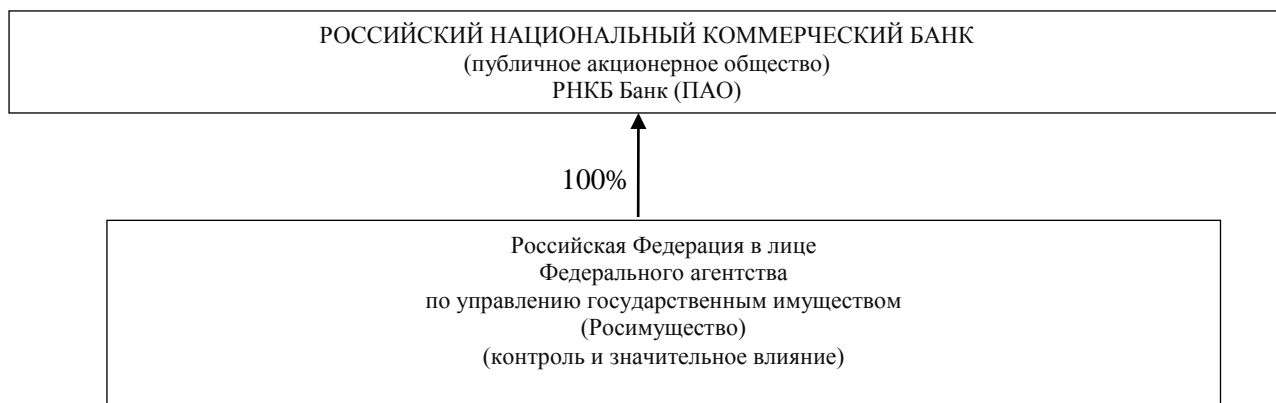 РОССИЙСКИЙ НАЦИОНАЛЬНЫЙ КОММЕРЧЕСКИЙ БАНК
(публичное акционерное общество)
РНКБ Банк (ПАО)
100%
Российская Федерация в лице
Федерального агентства
по управлению государственным имуществом
(Росимущество)
(контроль и значительное влияние)